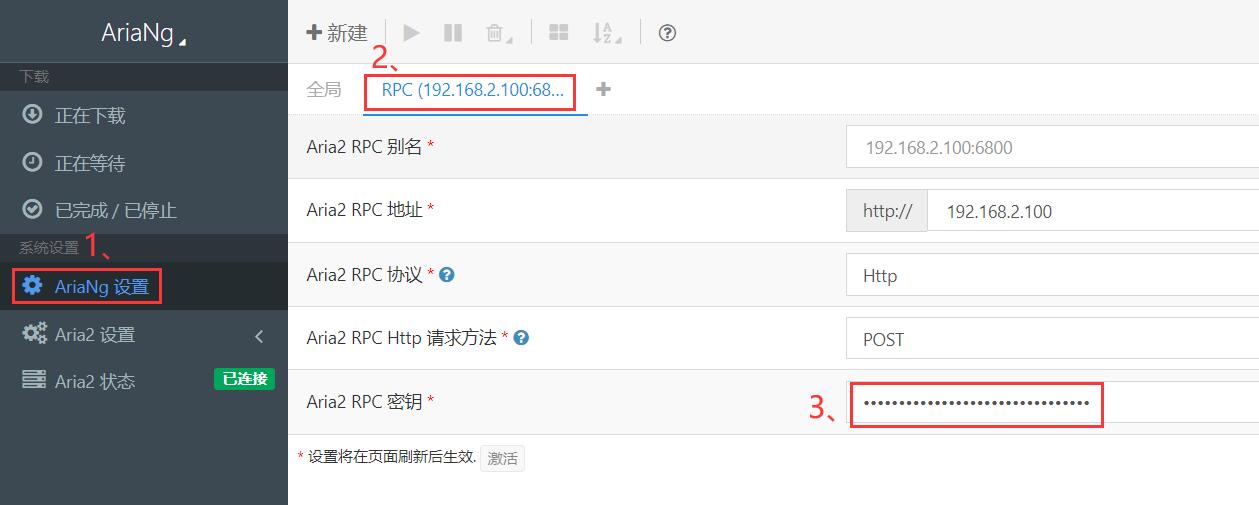 AriaNg
新建
下载
正在下载
正在等待
已完成 / 已停止
系统设置
1、
AriaNg 设置
Aria2 设置
Aria2 状态
已连接
2、
全局
RPC (192.168.2.100:68...
Aria2 RPC 别名 *
192.168.2.100:6800
Aria2 RPC 地址 *
http://
192.168.2.100
Aria2 RPC 协议 *
Http
Aria2 RPC Http 请求方法 *
POST
Aria2 RPC 密钥 *
3、
* 设置将在页面刷新后生效.
激活